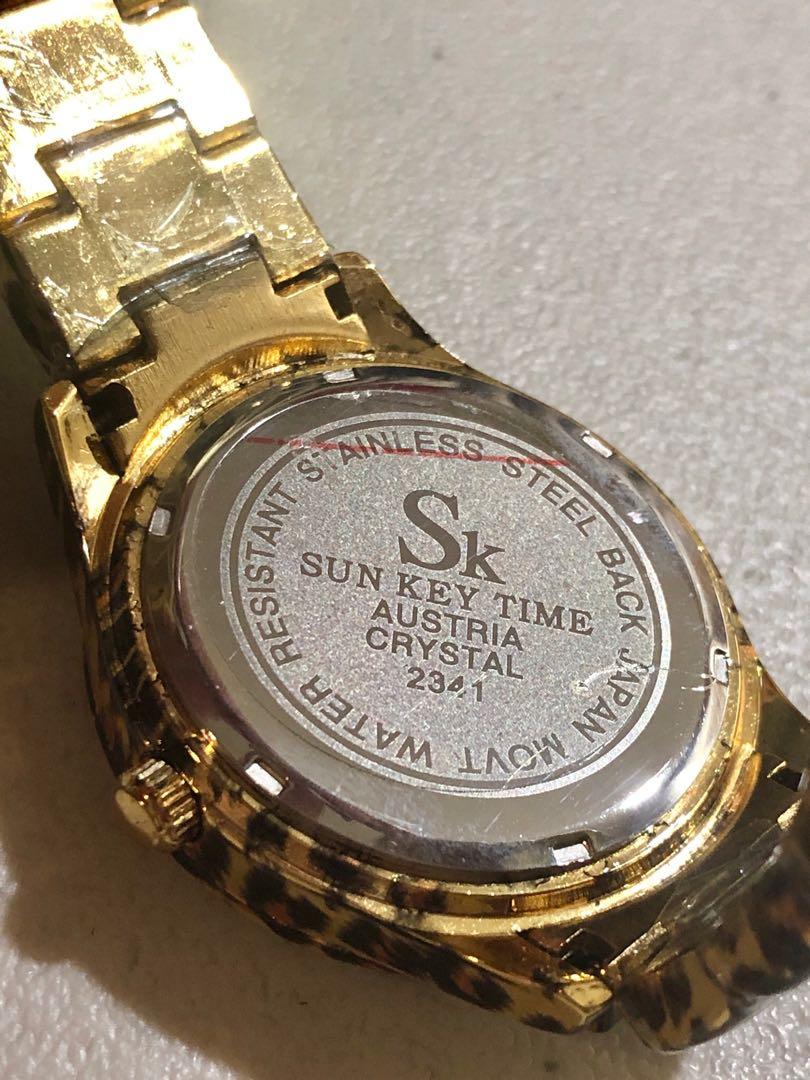 WATER RESISTANT STAINLESS STEEL BACK JAPAN MOVT
Sk
SUN KEY TIME
AUSTRIA
CRYSTAL
2341